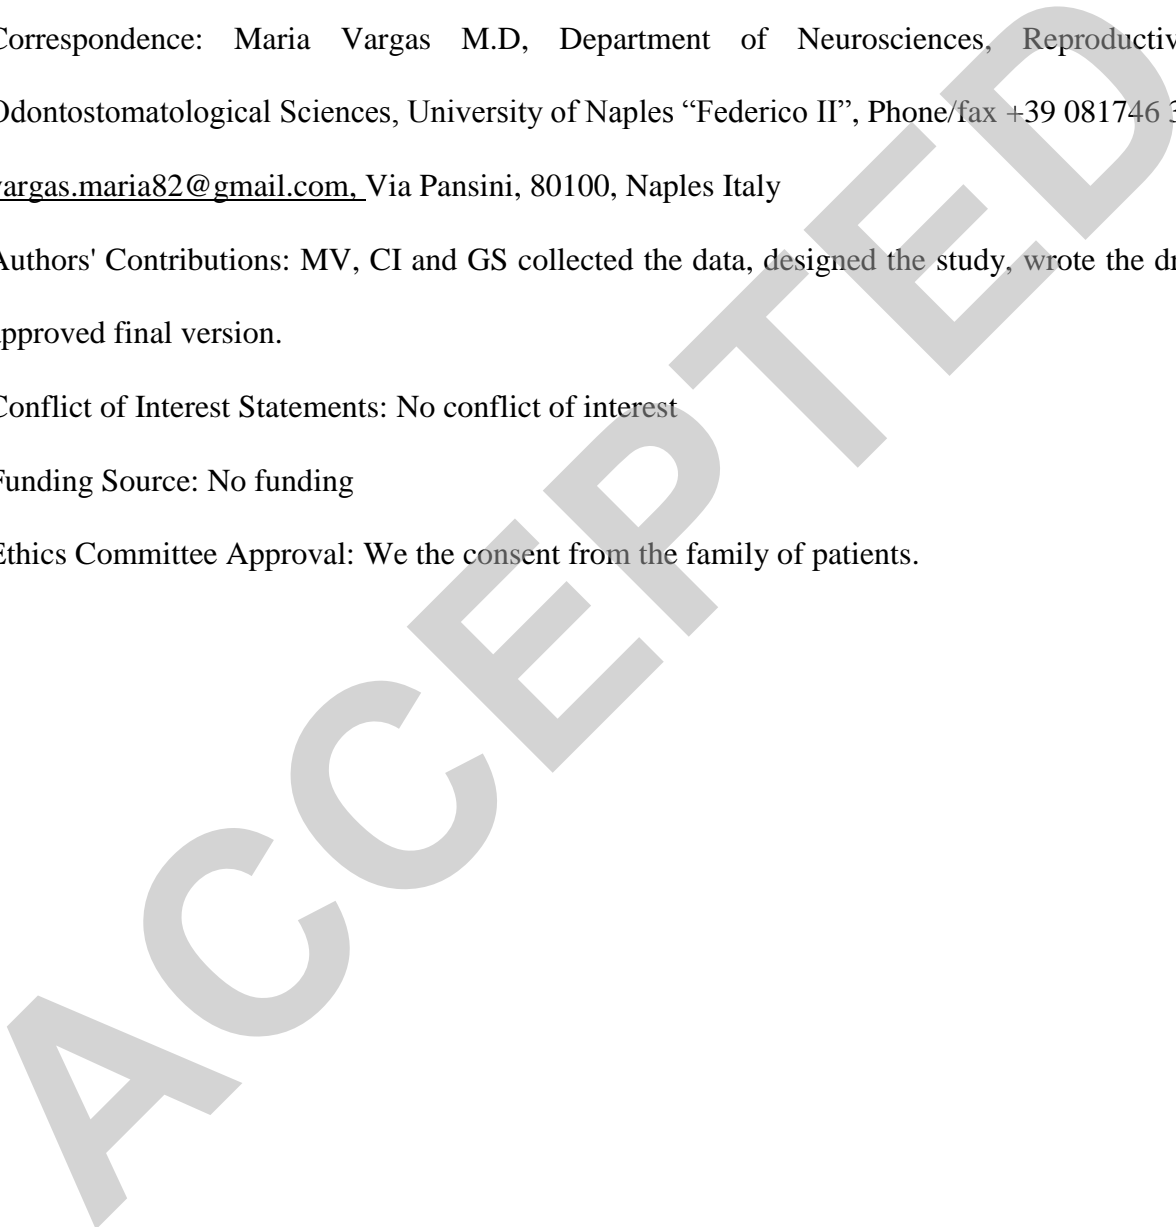 Correspondence: Maria Vargas M.D, Department of Neurosciences, Reproductiv
Odontostomatological Sciences, University of Naples “Federico II”, Phone/fax +39 081746 3
vargas.maria82@gmail.com, Via Pansini, 80100, Naples Italy
Authors' Contributions: MV, CI and GS collected the data, designed the study, wrote the dr
approved final version.
Conflict of Interest Statements: No conflict of interest
Funding Source: No funding
Ethics Committee Approval: We the consent from the family of patients.
ACCEPTED